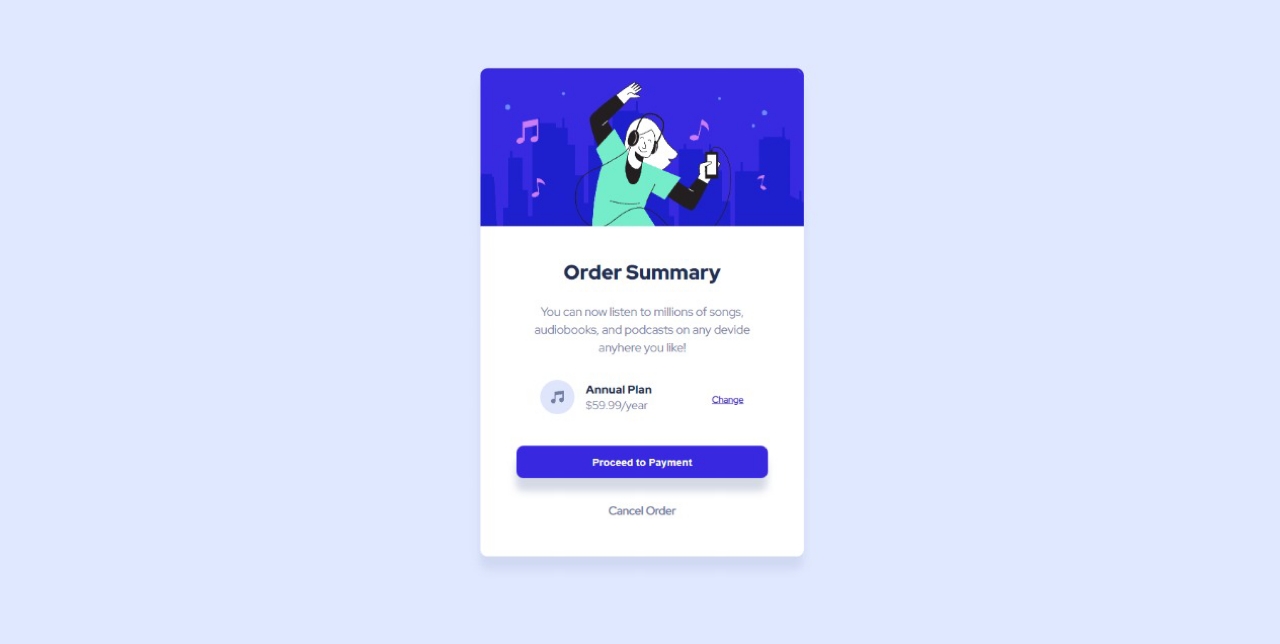 Order Summary
You can now listen to millions of songs,
audiobooks, and podcasts on any devide
anyhere you like!
Annual Plan
$59.99/year
Change
Proceed to Payment
Cancel Order